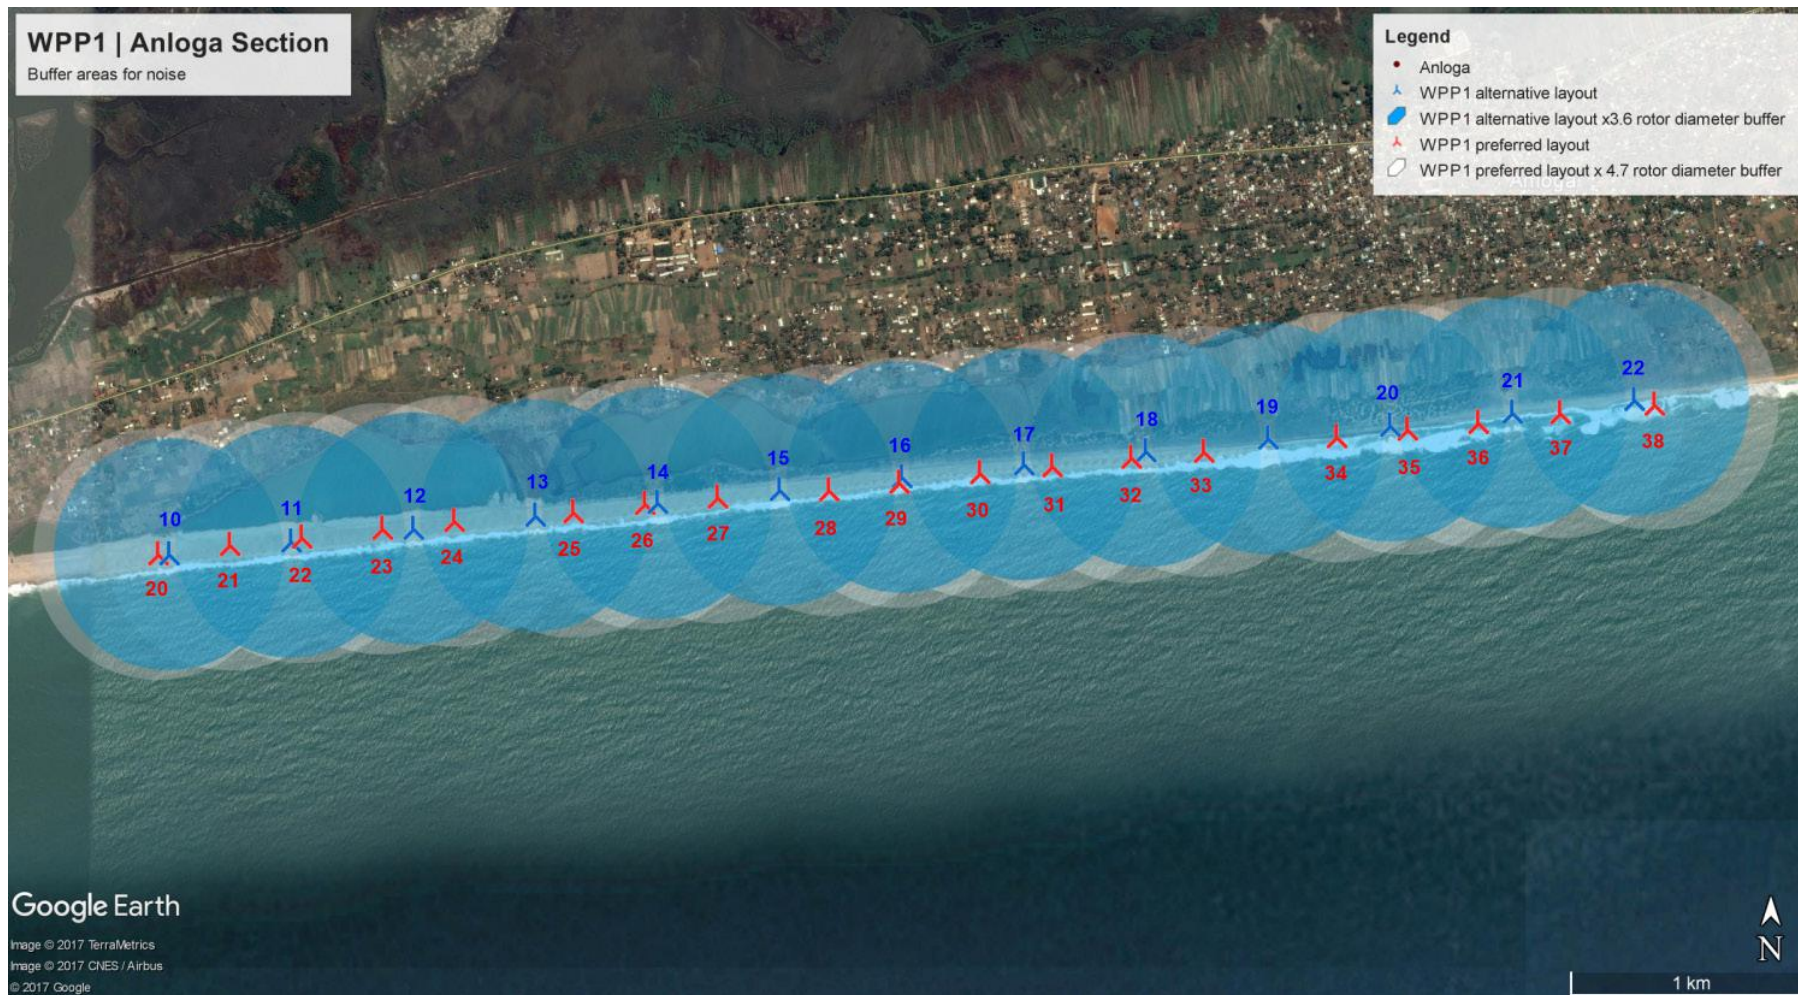 WPP1 | Anloga Section
Buffer areas for noise
Legend
Anloga
WPP1 alternative layout
WPP1 alternative layout x3.6 rotor diameter buffer
WPP1 preferred layout
WPP1 preferred layout x 4.7 rotor diameter buffer
Anloga
10
11
12
13
14
15
16
17
18
19
20
21
22
20
21
22
23
24
25
26
27
28
29
30
31
32
33
34
35
36
37
38
Google Earth
Image © 2017 TerraMetrics
Image © 2017 CNES / Airbus
© 2017 Google
N
1 km